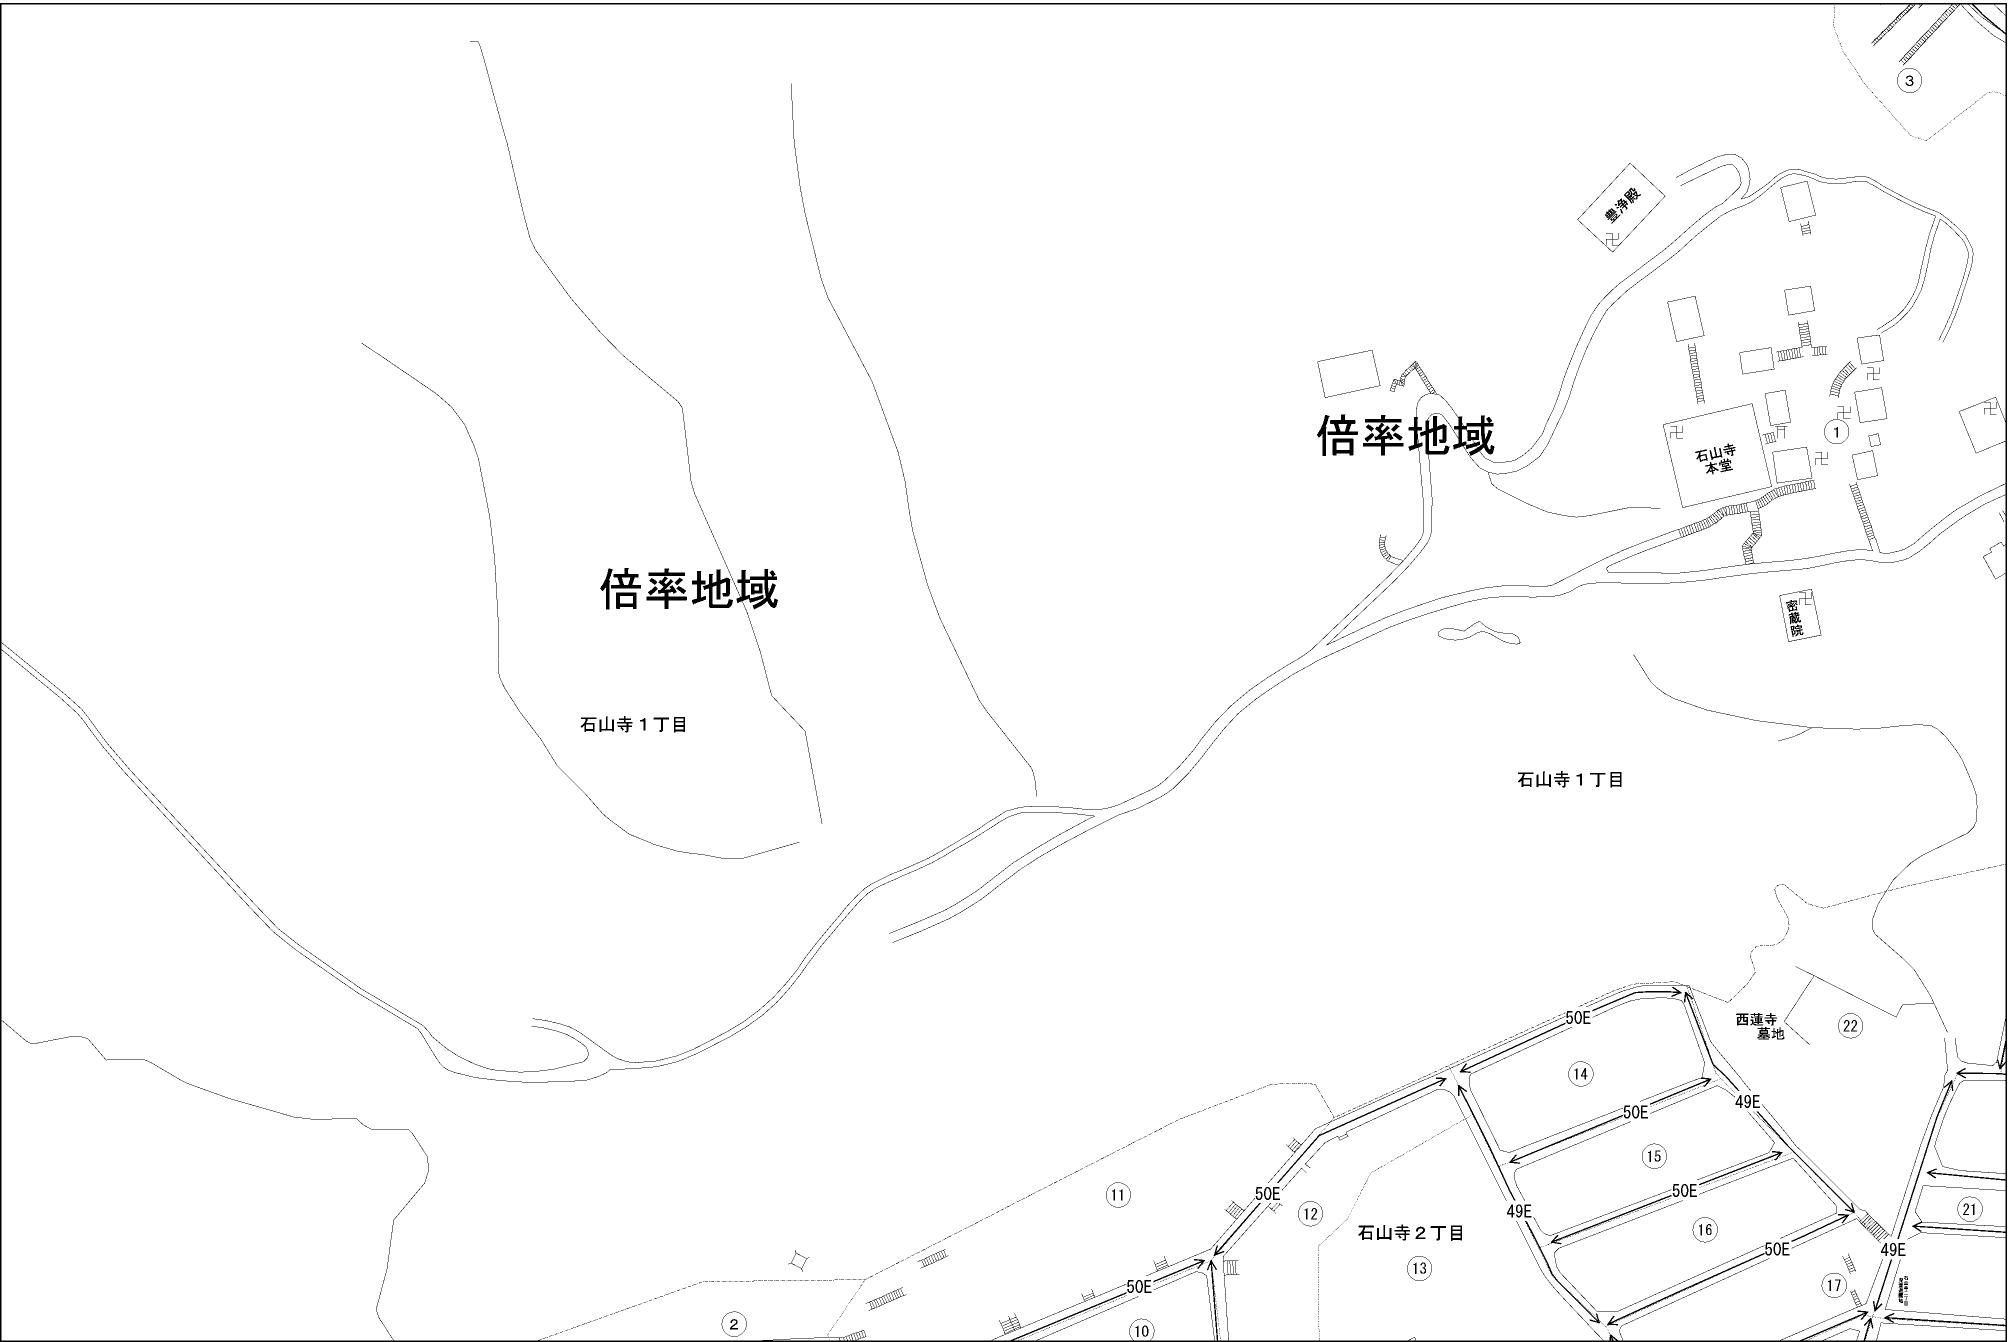 ③
豊浄殿
倍率地域
石山寺
本堂
①
倍率地域
密蔵院
石山寺1丁目
石山寺1丁目
50E
西蓮寺
墓地
㉒
⑭
50E
49E
⑮
50E
⑪
50E
⑫
49E
石山寺2丁目
⑯
㉑
50E
49E
⑬
50E
⑰
②
⑩